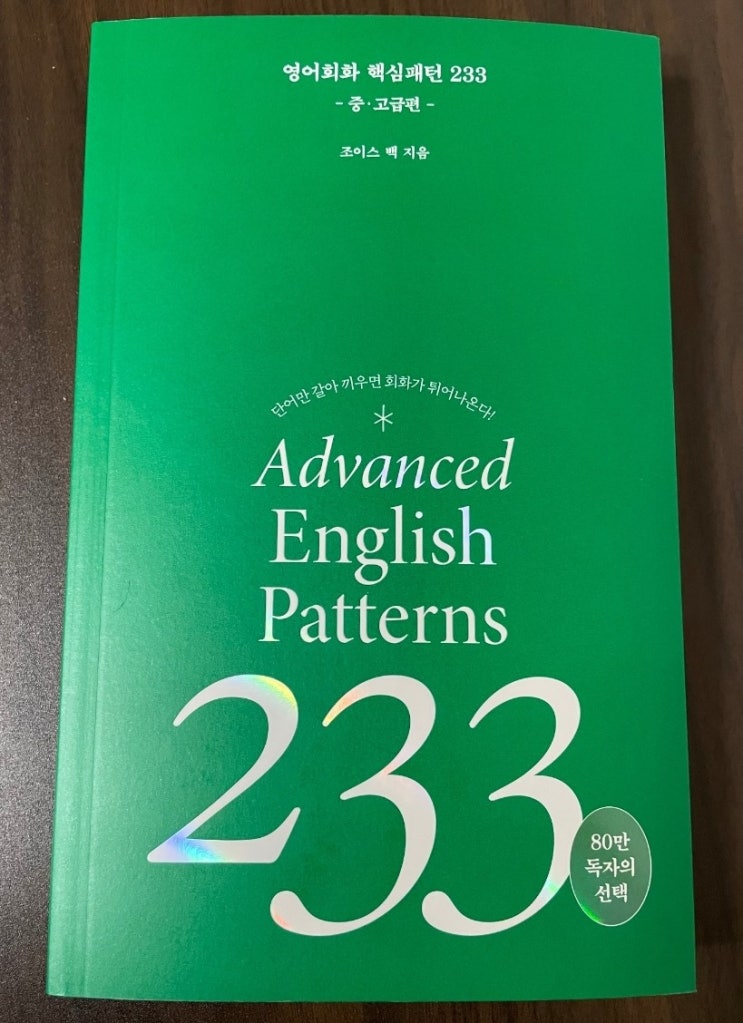 영어회화 핵심패턴 233
- 중·고급편 -
조이스 백 지음
단어만 갈아 끼우면 회화가 튀어나온다!
Advanced
English
Patterns
233
80만
독자의
선택